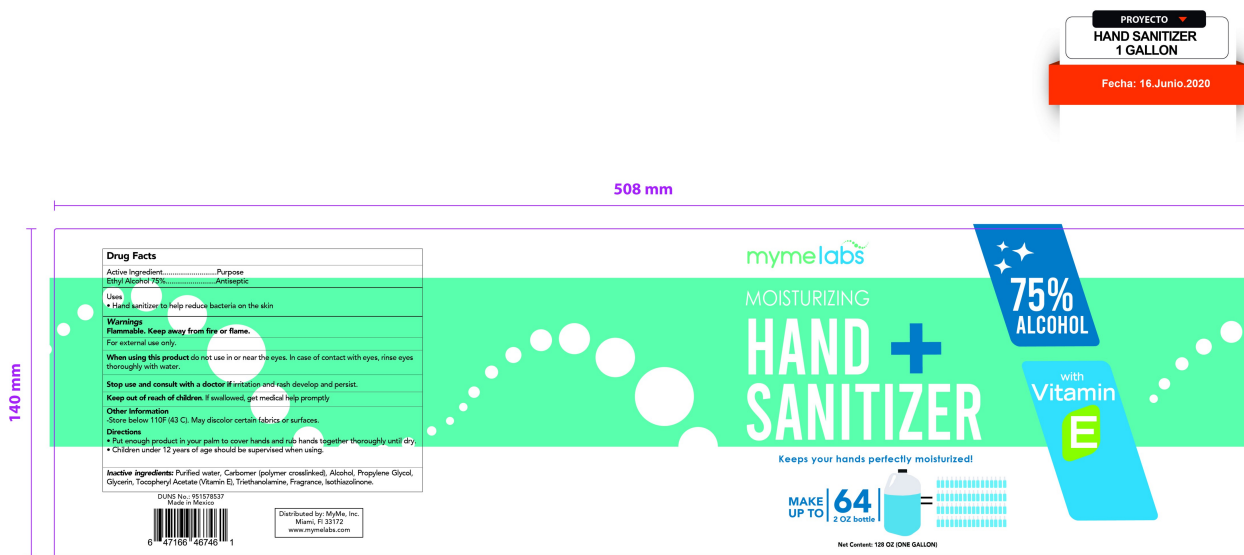 PROYECTO
HAND SANITIZER
1 GALLON
Fecha: 16.Junio.2020
508 mm
140 mm
Drug Facts
Active Ingredient...........................Purpose
Ethyl Alcohol 75%.........................Antiseptic
Uses
• Hand sanitizer to help reduce bacteria on the skin
Warnings
Flammable. Keep away from fire or flame.
For external use only.
When using this product do not use in or near the eyes. In case of contact with eyes, rinse eyes
thoroughly with water.
Stop use and consult with a doctor if irritation and rash develop and persist.
Keep out of reach of children. If swallowed, get medical help promptly
Other Information
-Store below 110F (43 C). May discolor certain fabrics or surfaces.
Directions
• Put enough product in your palm to cover hands and rub hands together thoroughly until dry.
• Children under 12 years of age should be supervised when using.
Inactive ingredients: Purified water, Carbomer (polymer crosslinked), Alcohol, Propylene Glycol,
Glycerin, Tocopheryl Acetate (Vitamin E), Triethanolamine, Fragrance, Isothiazolinone.
DUNS No.: 951578537
Made in Mexico
6 47166 46746 1
Distributed by: MyMe, Inc.
Miami, Fl 33172
www.mymelabs.com
mymelabs
MOISTURIZING
HAND +
SANITIZER
Keeps your hands perfectly moisturized!
MAKE
UP TO
64
2 OZ bottle
=
Net Content: 128 OZ (ONE GALLON)
75%
ALCOHOL
with
Vitamin
E